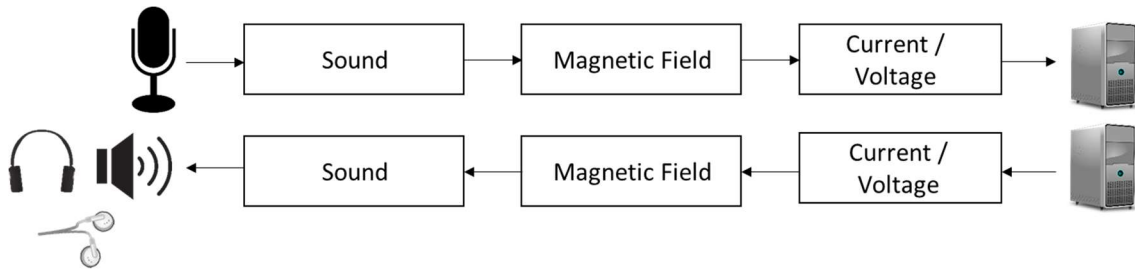 Sound
Magnetic Field
Current /
Voltage
Sound
Magnetic Field
Current /
Voltage